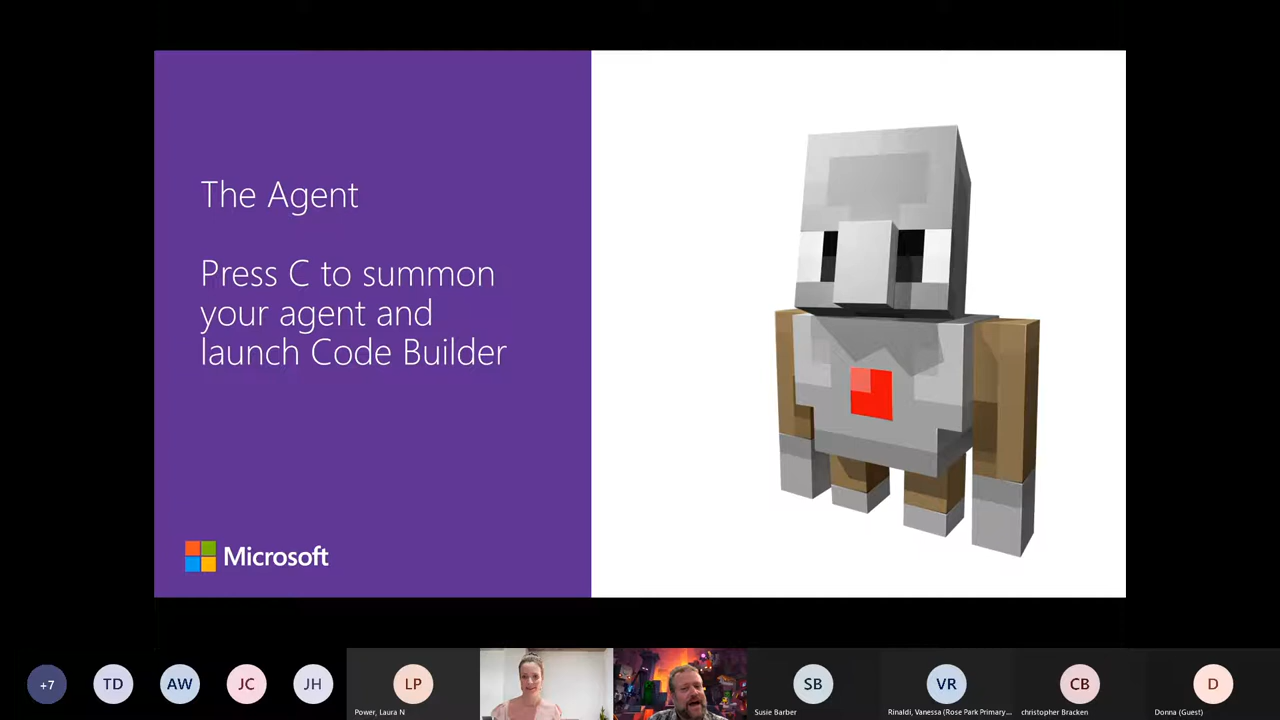 The Agent
Press C to summon
your agent and
launch Code Builder
Microsoft
+7
TD
AW
JC
JH
LP
SB
VR
CB
D
Power, Laura N
Susie Barber
Rinaldi, Vanessa (Rose Park Primary...
christopher Bracken
Donna (Guest)